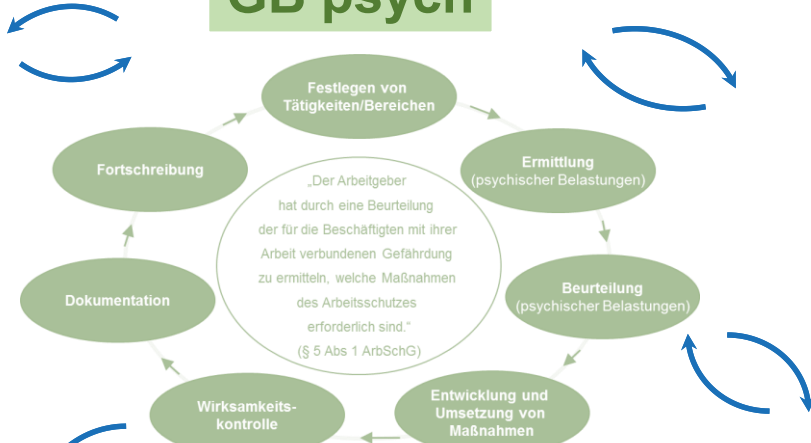 GB psych
Festlegen von
Tätigkeiten/Bereichen
Ermittlung
(psychischer Belastungen)
Beurteilung
(psychischer Belastungen)
Entwicklung und
Umsetzung von
Maßnahmen
Wirksamkeits-
kontrolle
Dokumentation
Fortschreibung
„Der Arbeitgeber
hat durch eine Beurteilung
der für die Beschäftigten mit ihrer
Arbeit verbundenen Gefährdung
zu ermitteln, welche Maßnahmen
des Arbeitsschutzes
erforderlich sind.“
(§ 5 Abs 1 ArbSchG)